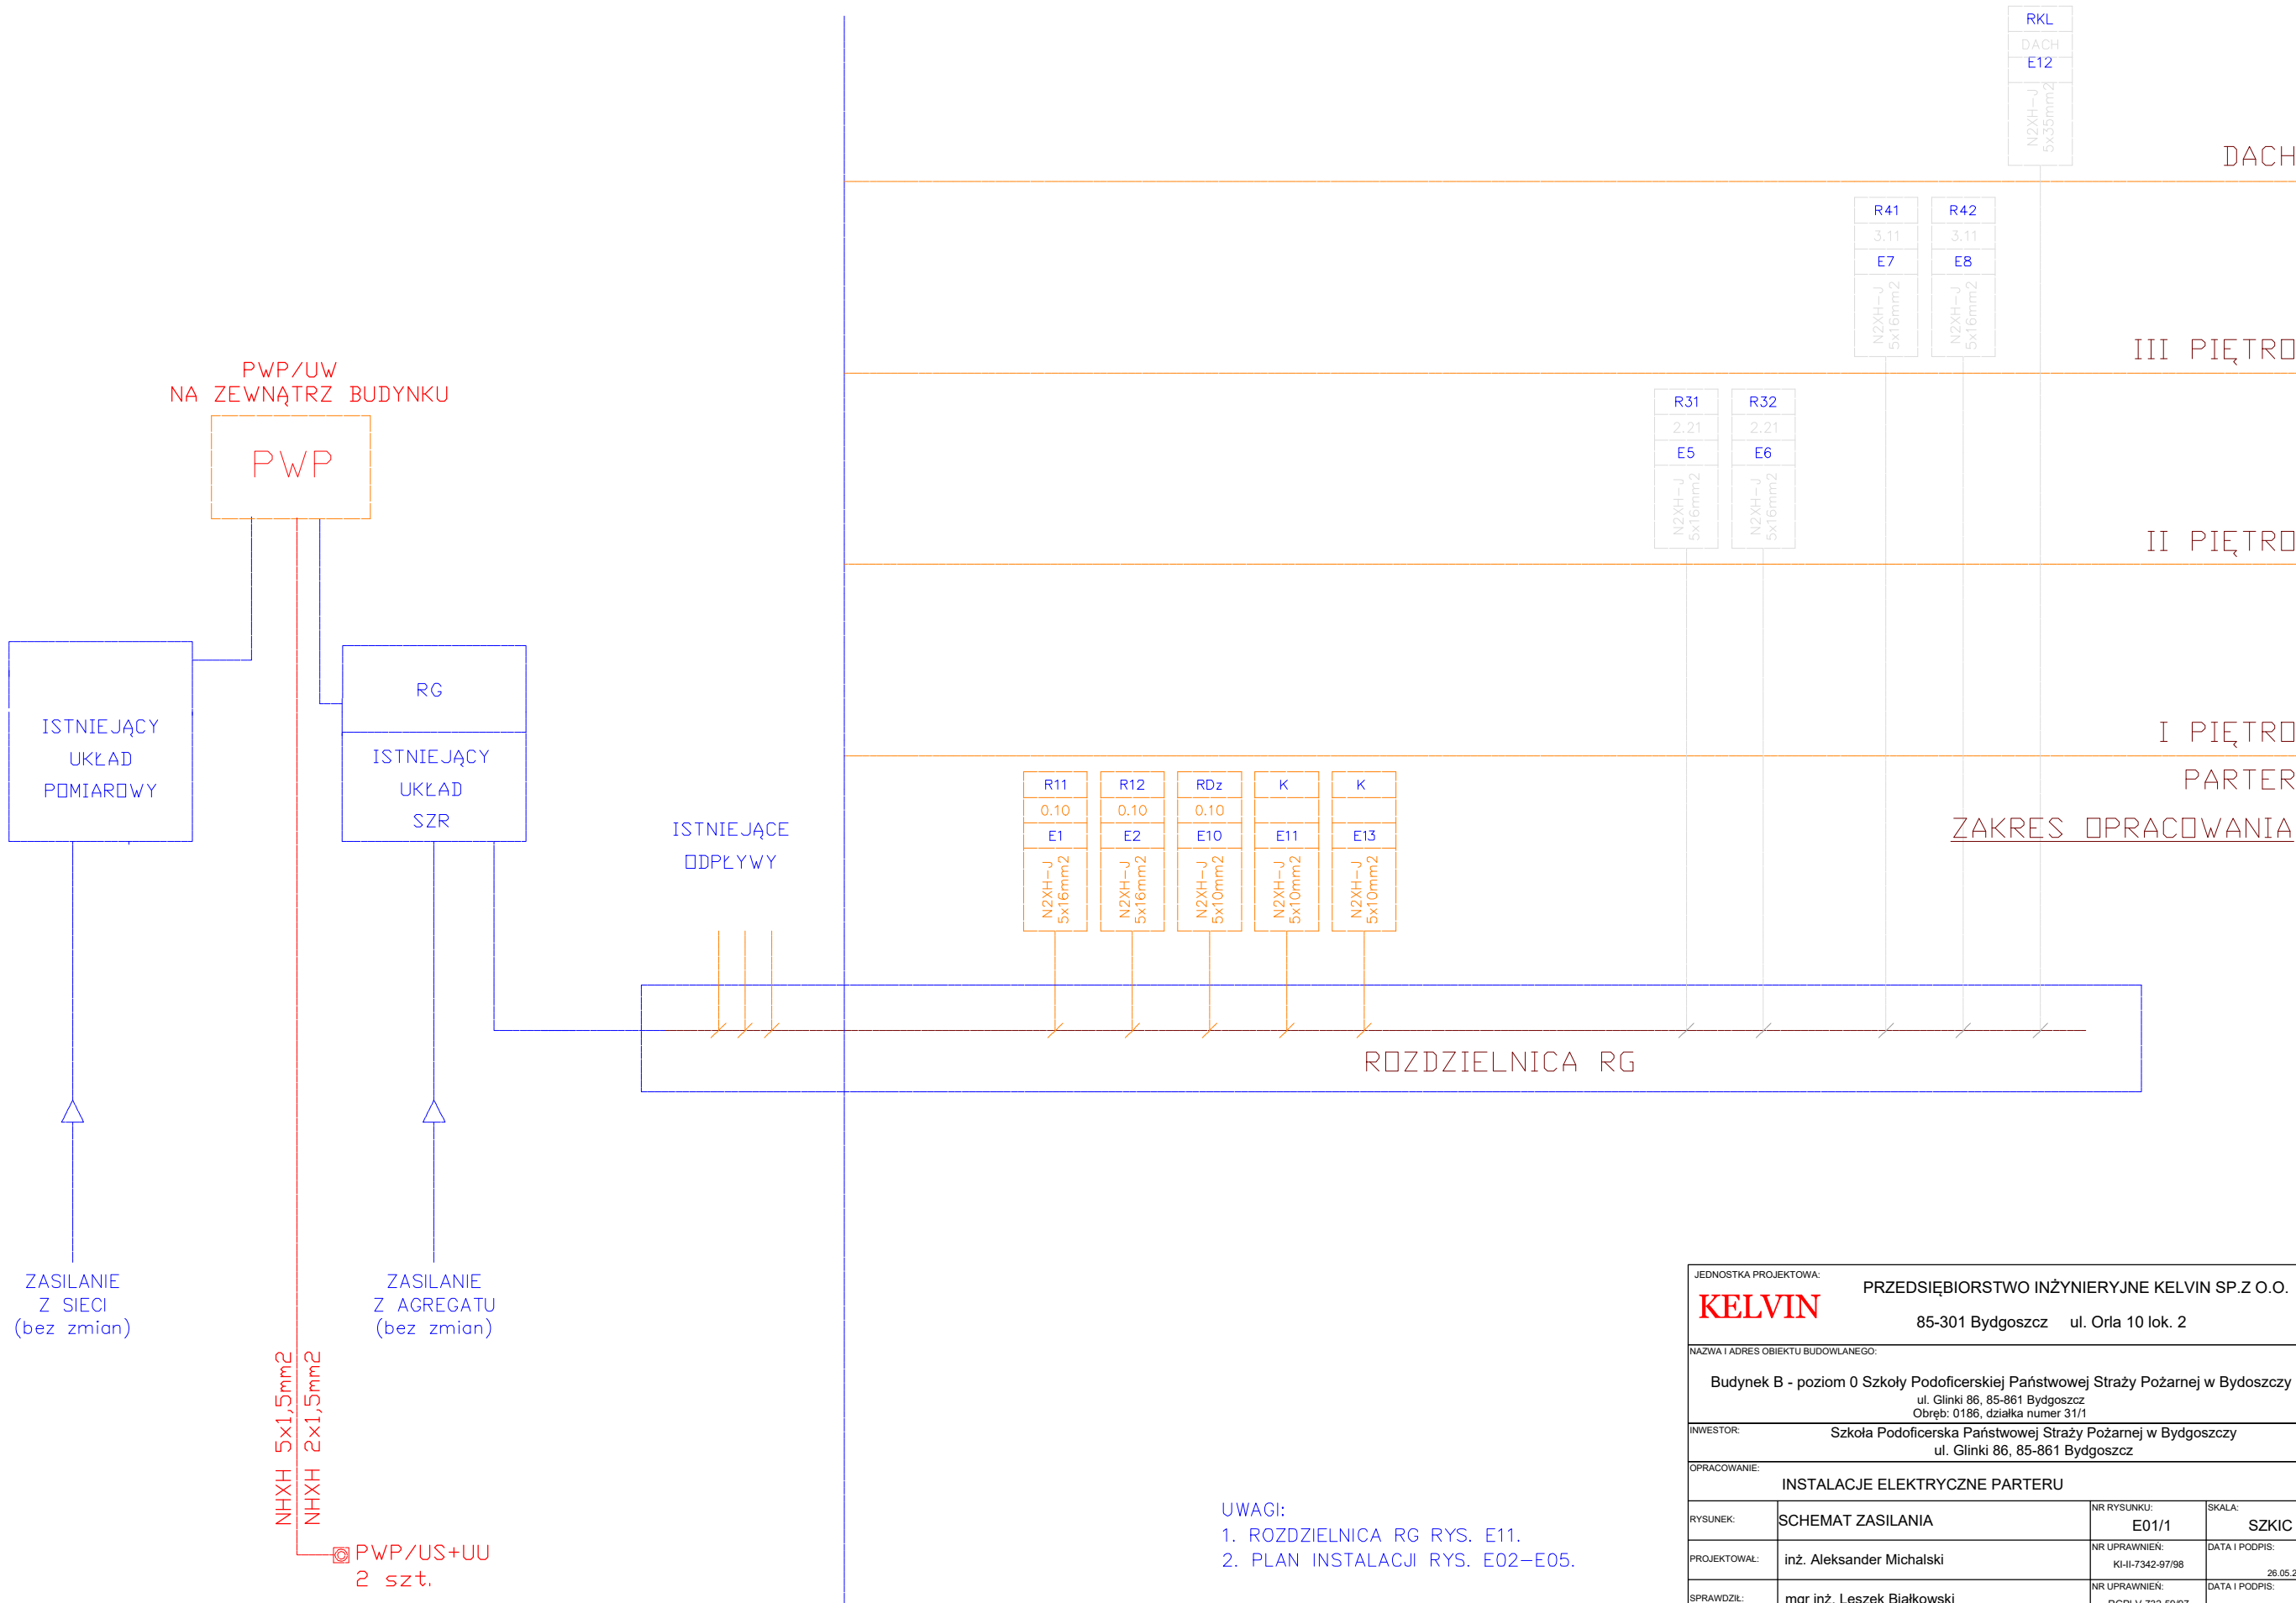 RKL
DACH
E12
N2XH-J
5x35mm2
DACH
R41
3.11
E7
N2XH-J
5x16mm2
R42
3.11
E8
N2XH-J
5x16mm2
III PIĘTRO
PWP/UW
NA ZEWNĄTRZ BUDYNKU
PWP
R31
2.21
E5
N2XH-J
5x16mm2
R32
2.21
E6
N2XH-J
5x16mm2
II PIĘTRO
ISTNIEJĄCY
UKŁAD
POMIAROWY
RG
ISTNIEJĄCY
UKŁAD
SZR
I PIĘTRO
PARTER
ZAKRES OPRACOWANIA
ISTNIEJĄCE
ODPŁYWY
R11
0.10
E1
N2XH-J
5x16mm2
R12
0.10
E2
N2XH-J
5x16mm2
RDz
0.10
E10
N2XH-J
5x10mm2
K
E11
N2XH-J
5x10mm2
K
E13
N2XH-J
5x10mm2
ROZDZIELNICA RG
ZASILANIE
Z SIECI
(bez zmian)
ZASILANIE
Z AGREGATU
(bez zmian)
NHXH 5x1,5mm2
NHXH 2x1,5mm2
PWP/US+UU
2 szt.
UWAGI:
1. ROZDZIELNICA RG RYS. E11.
2. PLAN INSTALACJI RYS. E02-E05.
JEDNOSTKA PROJEKTOWA:
KELVIN
PRZEDSIĘBIORSTWO INŻYNIERYJNE KELVIN SP.Z O.O.
85-301 Bydgoszcz ul. Orla 10 lok. 2
NAZWA I ADRES OBIEKTU BUDOWLANEGO:
Budynek B - poziom 0 Szkoły Podoficerskiej Państwowej Straży Pożarnej w Bydoszczy
ul. Glinki 86, 85-861 Bydgoszcz
Obręb: 0186, działka numer 31/1
INWESTOR:
Szkoła Podoficerska Państwowej Straży Pożarnej w Bydgoszczy
ul. Glinki 86, 85-861 Bydgoszcz
OPRACOWANIE:
INSTALACJE ELEKTRYCZNE PARTERU
RYSUNEK:
SCHEMAT ZASILANIA
NR RYSUNKU:
E01/1
SKALA:
SZKIC
PROJEKTOWAŁ:
inż. Aleksander Michalski
NR UPRAWNIEŃ:
KI-II-7342-97/98
DATA I PODPIS:
26.05.2
SPRAWDZIŁ:
mgr inż. Leszek Białkowski
NR UPRAWNIEŃ:
DATA I PODPIS: